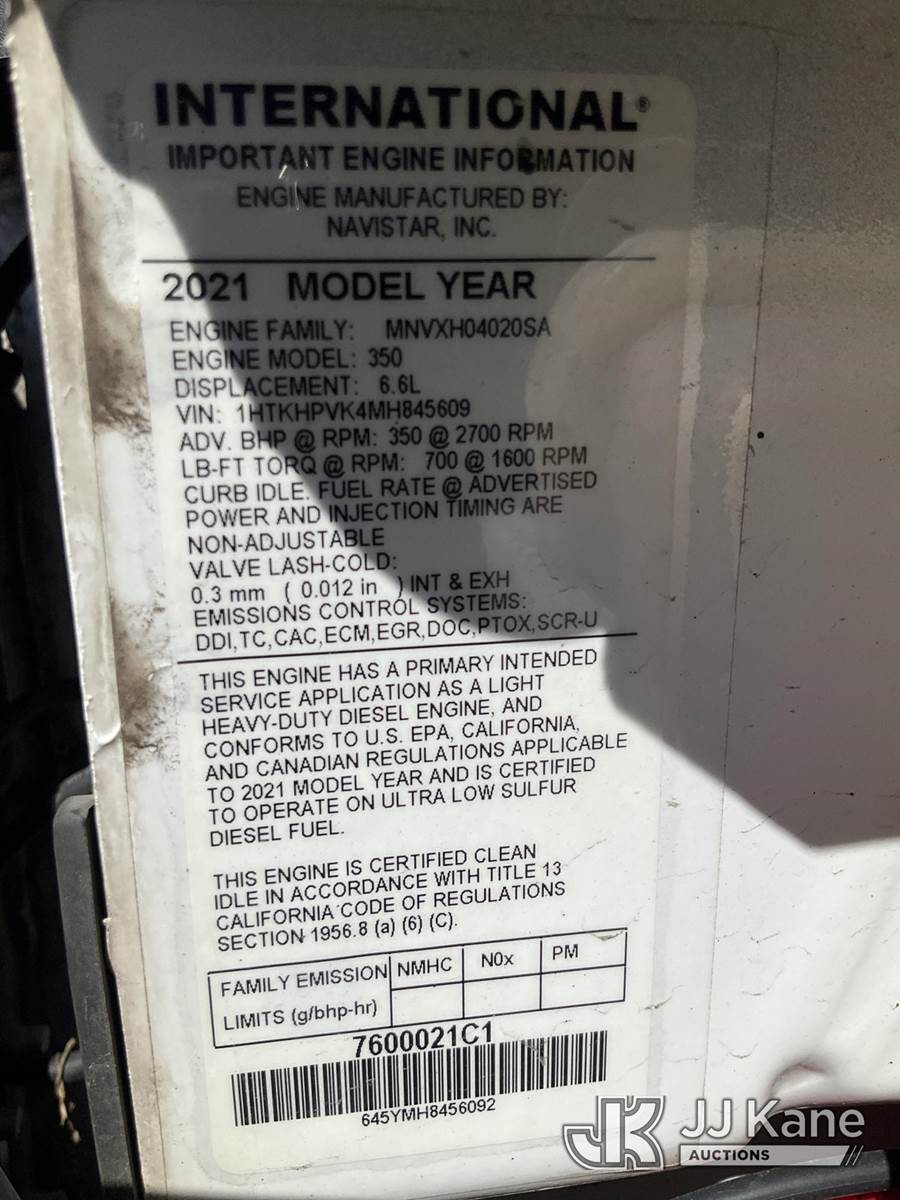 INTERNATIONAL®
IMPORTANT ENGINE INFORMATION
ENGINE MANUFACTURED BY:
NAVISTAR, INC.
2021 MODEL YEAR
ENGINE FAMILY: MNVXH04020SA
ENGINE MODEL: 350
DISPLACEMENT: 6.6L
VIN: 1HTKHPVK4MH845609
ADV. BHP @ RPM: 350 @ 2700 RPM
LB-FT TORQ @ RPM: 700 @ 1600 RPM
CURB IDLE. FUEL RATE @ ADVERTISED
POWER AND INJECTION TIMING ARE
NON-ADJUSTABLE
VALVE LASH-COLD:
0.3 mm ( 0.012 in ) INT & EXH
EMISSIONS CONTROL SYSTEMS:
DDI,TC,CAC,ECM,EGR,DOC,PTOX,SCR-U
THIS ENGINE HAS A PRIMARY INTENDED
SERVICE APPLICATION AS A LIGHT
HEAVY-DUTY DIESEL ENGINE, AND
CONFORMS TO U.S. EPA, CALIFORNIA,
AND CANADIAN REGULATIONS APPLICABLE
TO 2021 MODEL YEAR AND IS CERTIFIED
TO OPERATE ON ULTRA LOW SULFUR
DIESEL FUEL.
THIS ENGINE IS CERTIFIED CLEAN
IDLE IN ACCORDANCE WITH TITLE 13
CALIFORNIA CODE OF REGULATIONS
SECTION 1956.8 (a) (6) (C).
FAMILY EMISSION NMHC N0x PM
LIMITS (g/bhp-hr)
7600021C1
645YMH8456092
JK JJ Kane
AUCTIONS